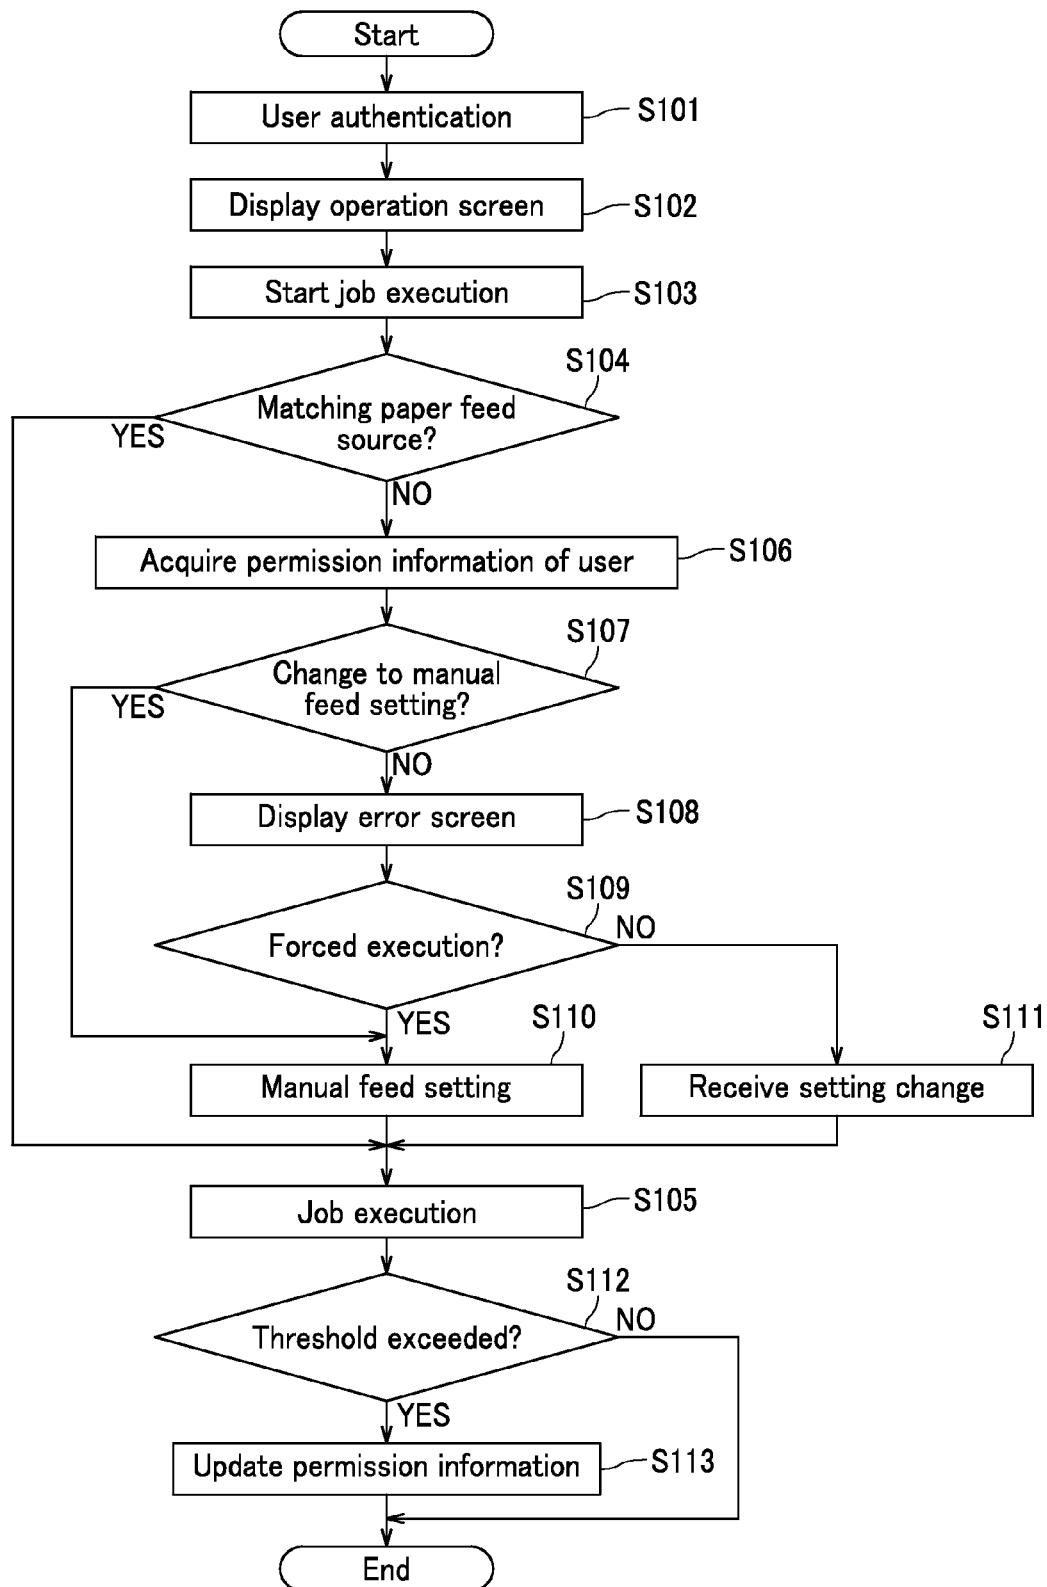 Start
User authentication
S101
Display operation screen
S102
Start job execution
S103
S104
Matching paper feed
source?
YES
NO
Acquire permission information of user
S106
S107
Change to manual
feed setting?
YES
NO
Display error screen
S108
S109
Forced execution?
NO
YES
S110
S111
Manual feed setting
Receive setting change
Job execution
S105
S112
Threshold exceeded?
NO
YES
Update permission information
S113
End